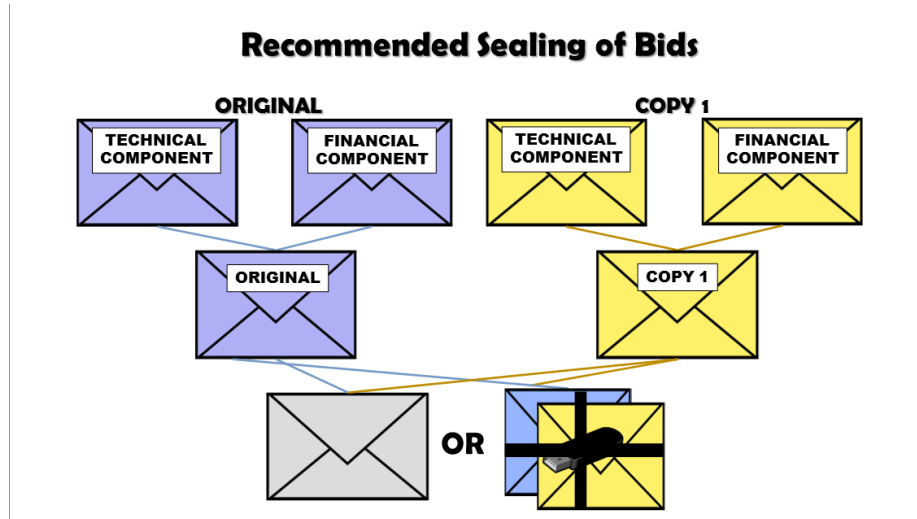 Recommended Sealing of Bids
ORIGINAL
COPY 1
TECHNICAL
COMPONENT
FINANCIAL
COMPONENT
TECHNICAL
COMPONENT
FINANCIAL
COMPONENT
ORIGINAL
COPY 1
OR